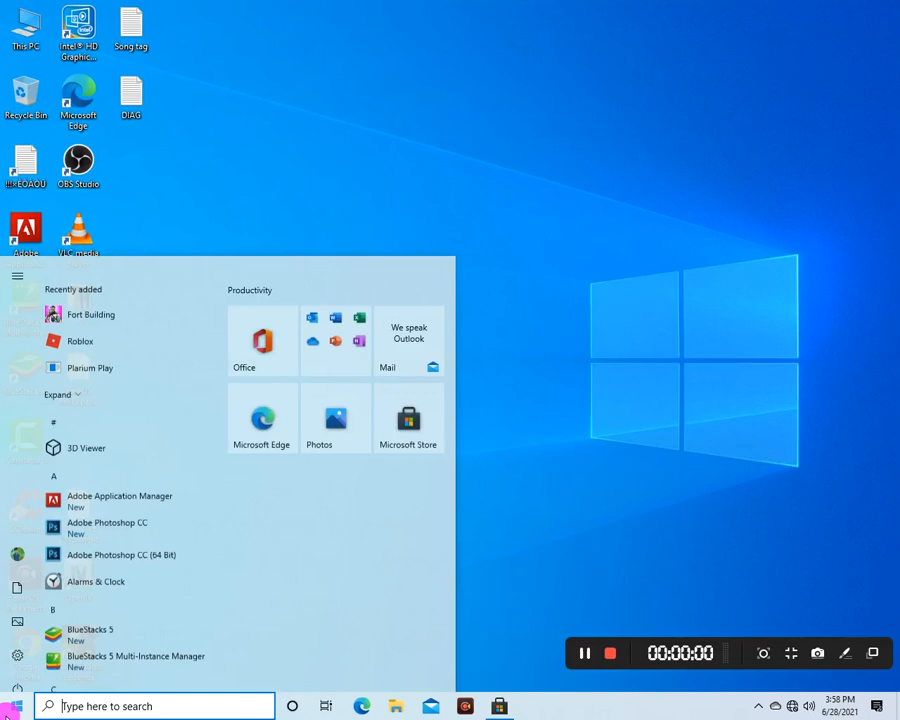 This PC
Intel® HD
Graphic...
Song tag
Recycle Bin
Microsoft
Edge
DIAG
OBS Studio
Adobe
VLC media
Recently added
Fort Building
Roblox
Plarium Play
Expand
#
3D Viewer
A
Adobe Application Manager
New
Adobe Photoshop CC
New
Adobe Photoshop CC (64 Bit)
Alarms & Clock
B
BlueStacks 5
New
BlueStacks 5 Multi-Instance Manager
New
C
Productivity
Office
We speak
Outlook
Mail
Microsoft Edge
Photos
Microsoft Store
00:00:00
Type here to search
3:58 PM
6/28/2021